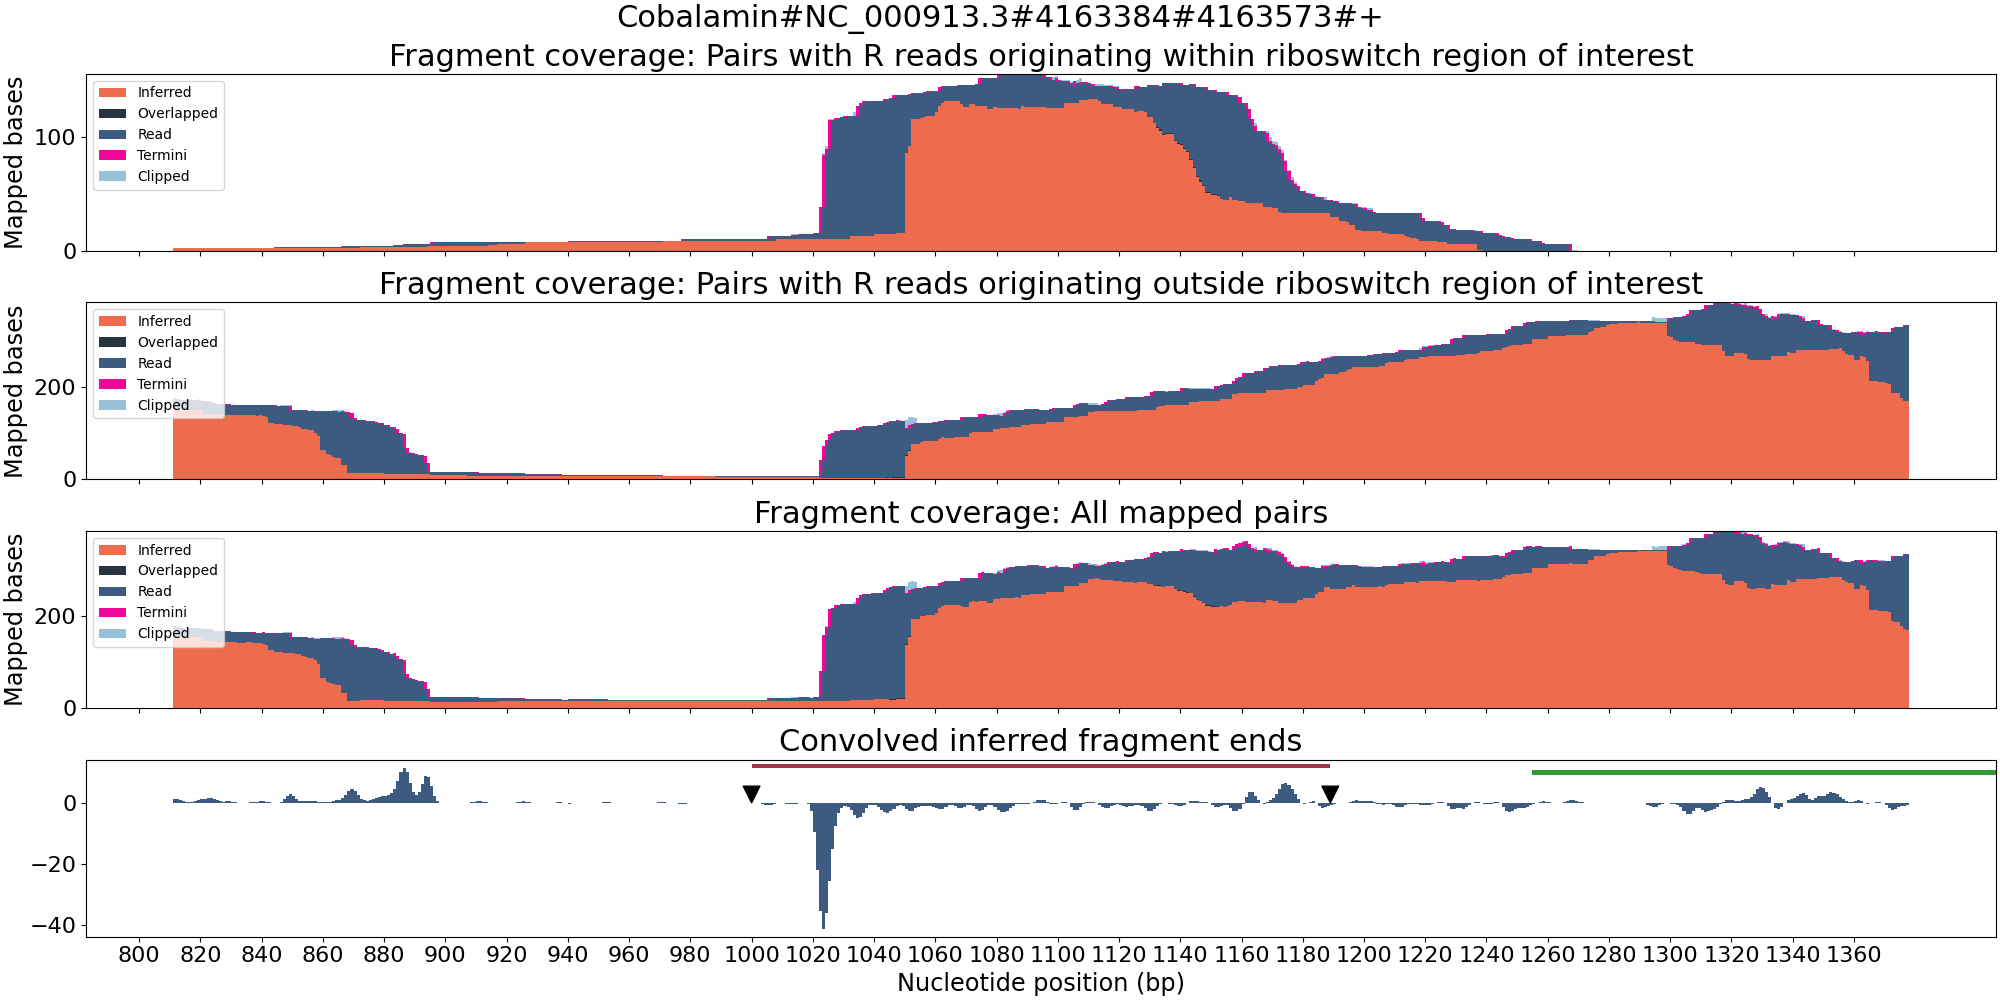 Cobalamin#NC_000913.3#4163384#4163573#+
Fragment coverage: Pairs with R reads originating within riboswitch region of interest
Mapped bases
100
0
Inferred
Overlapped
Read
Termini
Clipped
Fragment coverage: Pairs with R reads originating outside riboswitch region of interest
Mapped bases
200
0
Inferred
Overlapped
Read
Termini
Clipped
Fragment coverage: All mapped pairs
Mapped bases
200
0
Inferred
Overlapped
Read
Termini
Clipped
Convolved inferred fragment ends
0
−20
−40
800 820 840 860 880 900 920 940 960 980 1000 1020 1040 1060 1080 1100 1120 1140 1160 1180 1200 1220 1240 1260 1280 1300 1320 1340 1360
Nucleotide position (bp)